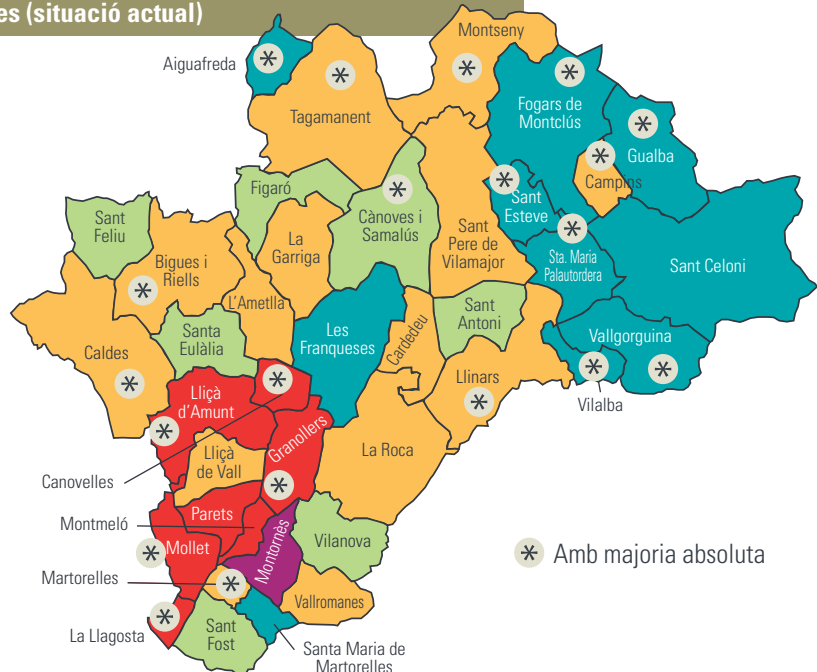 es (situació actual)
Montseny
Aiguafreda
Tagamanent
Fogars de
Montclús
Gualba
Campins
Figaró
Sant
Esteve
Sant
Feliu
Cànoves i
Samalús
La
Garriga
Sant
Pere de
Vilamajor
Bigues i
Riells
Sta. Maria
Palautordera
Sant Celoni
L'Ametlla
Sant
Antoni
Santa
Eulàlia
Les
Franqueses
Cardedeu
Vallgorguina
Caldes
Llinars
Lliçà
d'Amunt
Vilalba
Granollers
La Roca
Lliçà
de Vall
Canovelles
Parets
Montmeló
Montornès
Vilanova
Mollet
Amb majoria absoluta
Martorelles
Vallromanes
La Llagosta
Sant
Fost
Santa Maria de
Martorelles